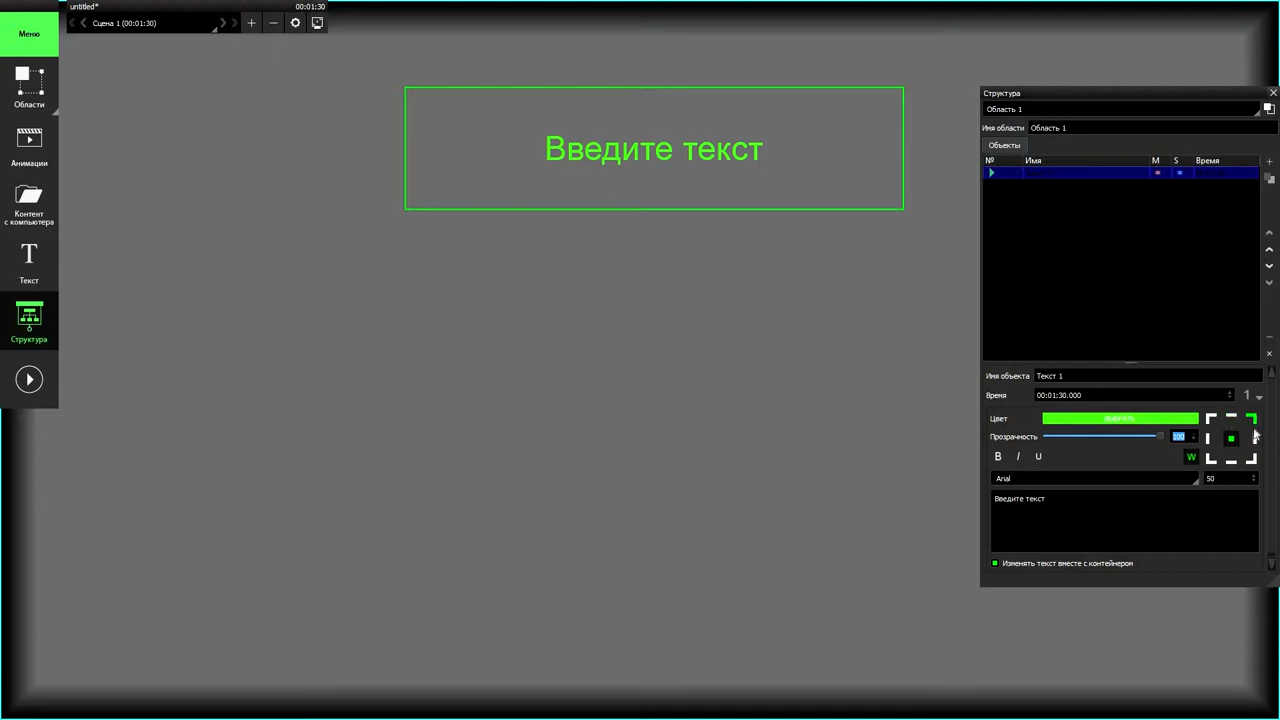 untitled*
00:01:30
Меню
Сцена 1 (00:01:30)
Области
Анимации
Контент
с компьютера
T
Текст
Структура
Введите текст
Структура
Область 1
Имя области Область 1
Объекты
№ Имя M S Время
Имя объекта Текст 1
Время 00:01:30.000 1
Цвет ВЫБРАТЬ
Прозрачность 100
B I U W
Arial 50
Введите текст
Изменять текст вместе с контейнером